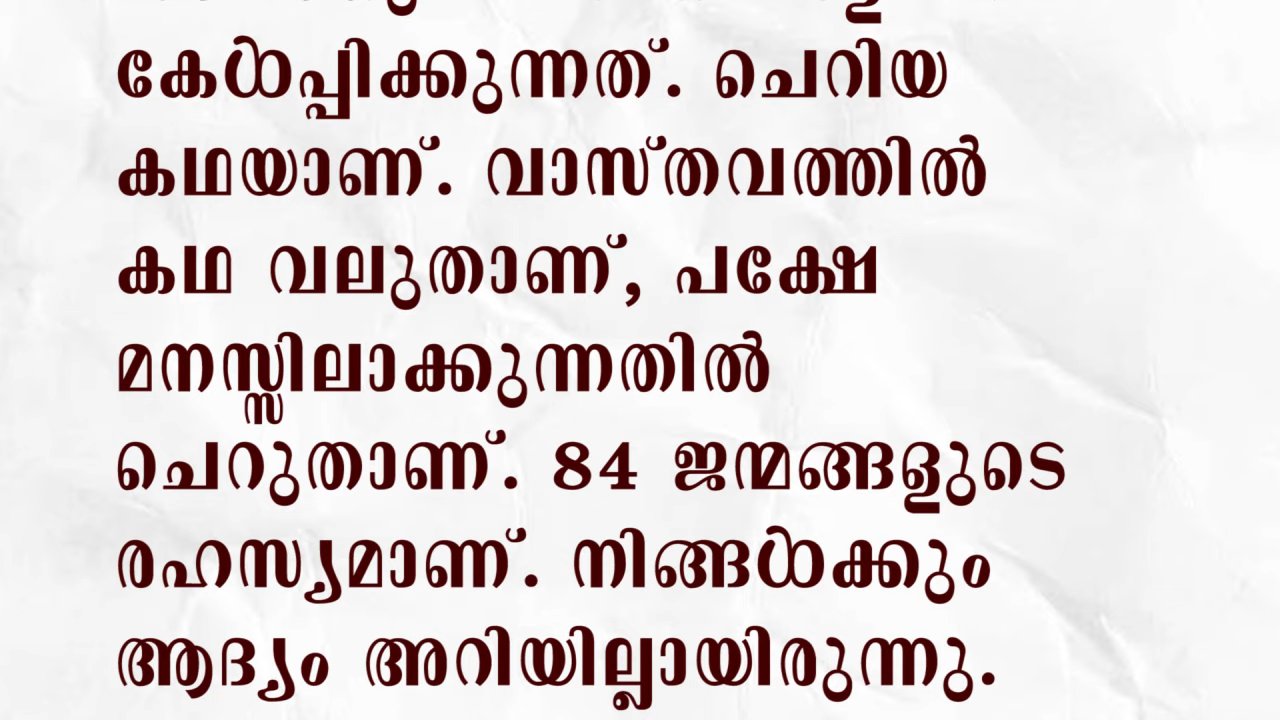 കേൾപ്പിക്കുന്നത്. ചെറിയ
കഥയാണ്. വാസ്തവത്തിൽ
കഥ വലുതാണ്, പക്ഷേ
മനസ്സിലാക്കുന്നതിൽ
ചെറുതാണ്. 84 ജന്മങ്ങളുടെ
രഹസ്യമാണ്. നിങ്ങൾക്കും
ആദ്യം അറിയില്ലായിരുന്നു.